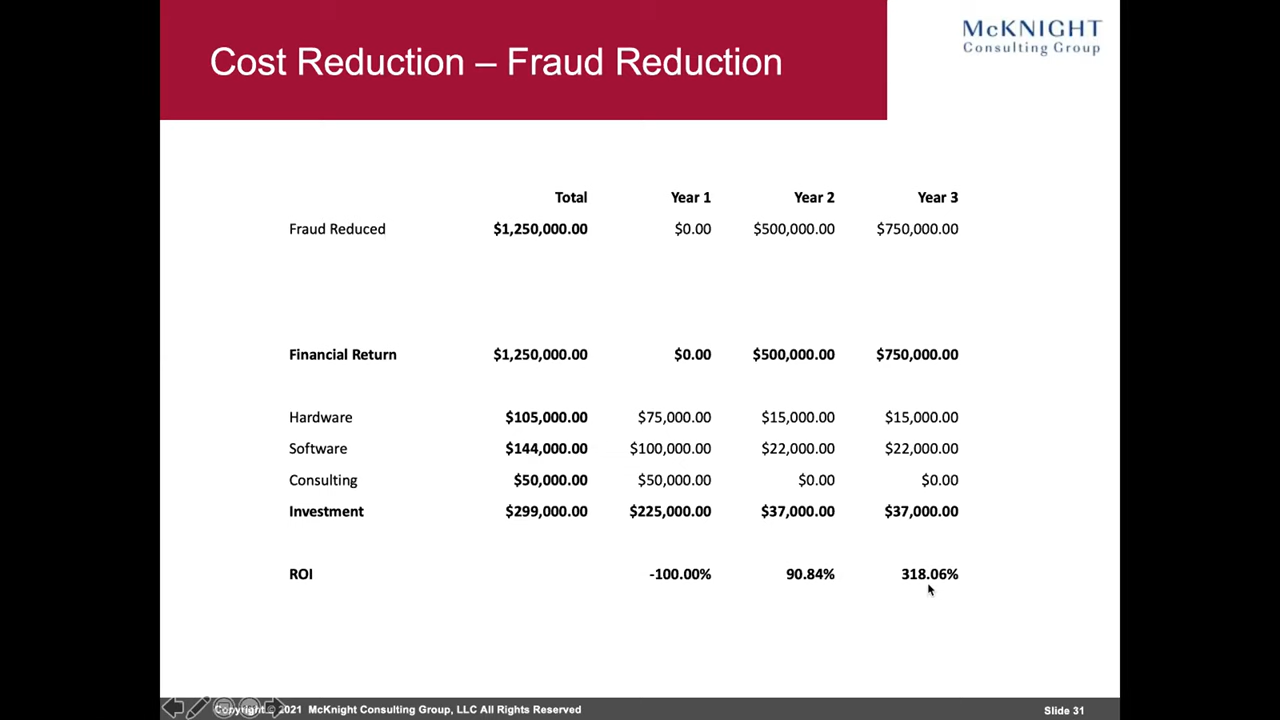 Cost Reduction – Fraud Reduction
McKNIGHT
Consulting Group
Total Year 1 Year 2 Year 3
Fraud Reduced $1,250,000.00 $0.00 $500,000.00 $750,000.00
Financial Return $1,250,000.00 $0.00 $500,000.00 $750,000.00
Hardware $105,000.00 $75,000.00 $15,000.00 $15,000.00
Software $144,000.00 $100,000.00 $22,000.00 $22,000.00
Consulting $50,000.00 $50,000.00 $0.00 $0.00
Investment $299,000.00 $225,000.00 $37,000.00 $37,000.00
ROI -100.00% 90.84% 318.06%
Copyright © 2021 McKnight Consulting Group, LLC All Rights Reserved
Slide 31